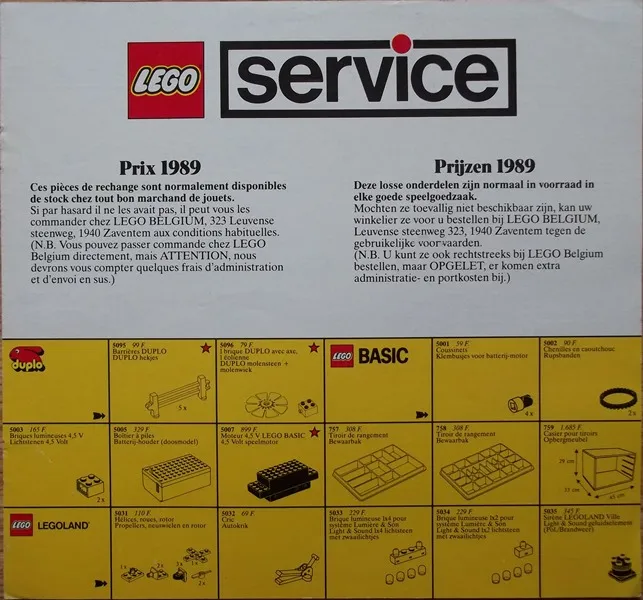 LEGO service
Prix 1989
Ces pièces de rechange sont normalement disponibles
de stock chez tout bon marchand de jouets.
Si par hasard il ne les avait pas, il peut vous les
commander chez LEGO BELGIUM, 323 Leuvense
steenweg, 1940 Zaventem aux conditions habituelles.
(N.B. Vous pouvez passer commande chez LEGO
Belgium directement, mais ATTENTION, nous
devrons vous compter quelques frais d'administration
et d'envoi en sus.)
Prijzen 1989
Deze losse onderdelen zijn normaal in voorraad in
elke goede speelgoedzaak.
Mochten ze toevallig niet beschikbaar zijn, kan uw
winkelier ze voor u bestellen bij LEGO BELGIUM,
Leuvense steenweg 323, 1940 Zaventem tegen de
gebruikelijke voorwaarden.
(N.B. U kunt ze ook rechtstreeks bij LEGO Belgium
bestellen, maar OPGELET, er komen extra
administratie- en portkosten bij.)
duplo
5095 99 F.
Barrières DUPLO
DUPLO hekjes
5 x
5096 79 F.
1 brique DUPLO avec axe,
1 éolienne
DUPLO molensteen +
molenwiek
LEGO BASIC
5001 59 F.
Coussinets
Klembusjes voor batterij-motor
4 x
5002 90 F.
Chenilles en caoutchouc
Rupsbanden
2 x
5003 165 F.
Briques lumineuses 4,5 V
Lichtstenen 4,5 Volt
2 x
5005 329 F.
Boîtier à piles
Batterij-houder (doosmodel)
5007 899 F.
Moteur 4,5 V LEGO BASIC
4,5 Volt speelmotor
757 308 F.
Tiroir de rangement
Bewaarbak
758 308 F.
Tiroir de rangement
Bewaarbak
759 1.685 F.
Casier pour tiroirs
Opbergmeubel
LEGO LEGOLAND
5031 110 F.
Hélices, roues, rotor
Propellers, neuswielen en rotor
5032 69 F.
Cric
Autokrik
5033 229 F.
Brique lumineuse 1x4 pour
système Lumière & Son
Light & Sound 1x4 lichtsteen
met zwaailichtjes
5034 229 F.
Brique lumineuse 1x2 pour
système Lumière & Son
Light & Sound 1x2 lichtsteen
met zwaailichtjes
5035 345 F.
Sirène LEGOLAND Ville
Light & Sound geluidselement
(Pol./Brandweer)